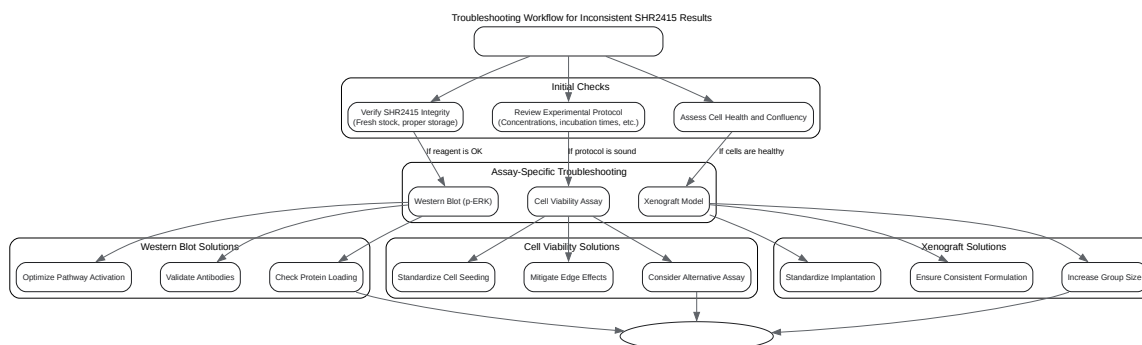 Troubleshooting Workflow for Inconsistent SHR2415 Results
Initial Checks
Verify SHR2415 Integrity
(Fresh stock, proper storage)
Review Experimental Protocol
(Concentrations, incubation times, etc.)
Assess Cell Health and Confluency
If reagent is OK
If protocol is sound
If cells are healthy
Assay-Specific Troubleshooting
Western Blot (p-ERK)
Cell Viability Assay
Xenograft Model
Western Blot Solutions
Optimize Pathway Activation
Validate Antibodies
Check Protein Loading
Cell Viability Solutions
Standardize Cell Seeding
Mitigate Edge Effects
Consider Alternative Assay
Xenograft Solutions
Standardize Implantation
Ensure Consistent Formulation
Increase Group Size